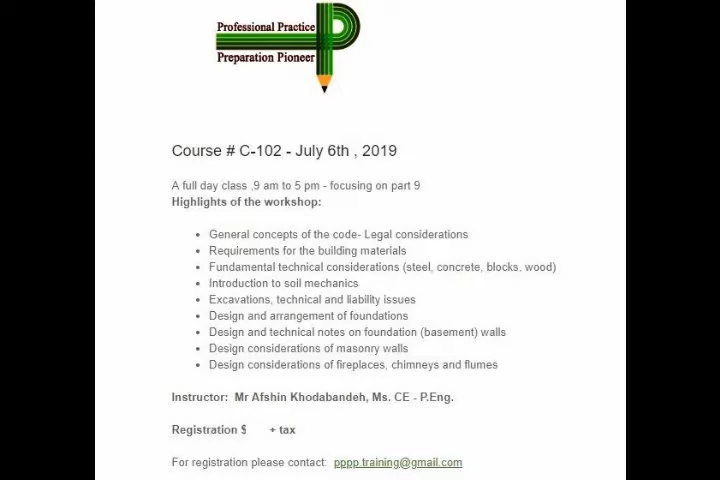 Professional Practice
Preparation Pioneer
Course # C-102 - July 6th , 2019
A full day class ,9 am to 5 pm - focusing on part 9
Highlights of the workshop:
• General concepts of the code- Legal considerations
• Requirements for the building materials
• Fundamental technical considerations (steel, concrete, blocks, wood)
• Introduction to soil mechanics
• Excavations, technical and liability issues
• Design and arrangement of foundations
• Design and technical notes on foundation (basement) walls
• Design considerations of masonry walls
• Design considerations of fireplaces, chimneys and flumes
Instructor: Mr Afshin Khodabandeh, Ms. CE - P.Eng.
Registration $ + tax
For registration please contact: pppp.training@gmail.com